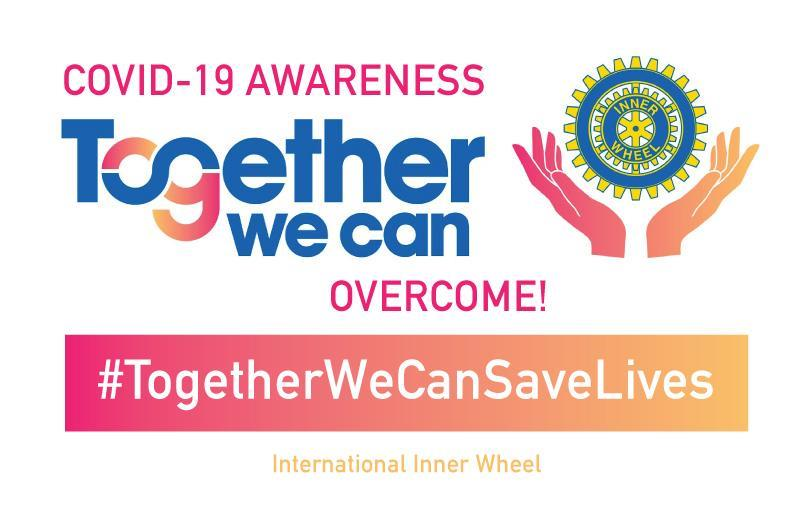 COVID-19 AWARENESS
Together
we can
OVERCOME!
INNER
WHEEL
#TogetherWeCanSaveLives
International Inner Wheel